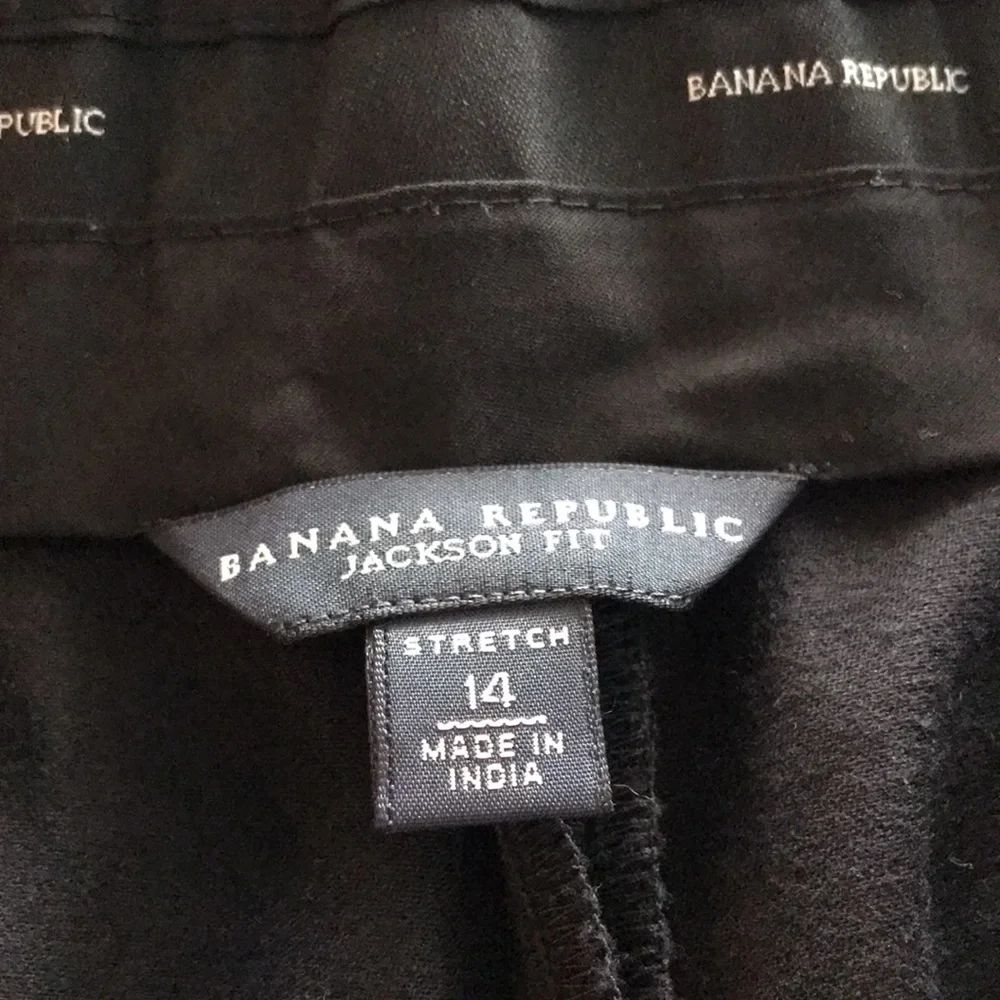 BANANA REPUBLIC
PUBLIC
BANANA REPUBLIC
JACKSON FIT
STRETCH
14
MADE IN
INDIA